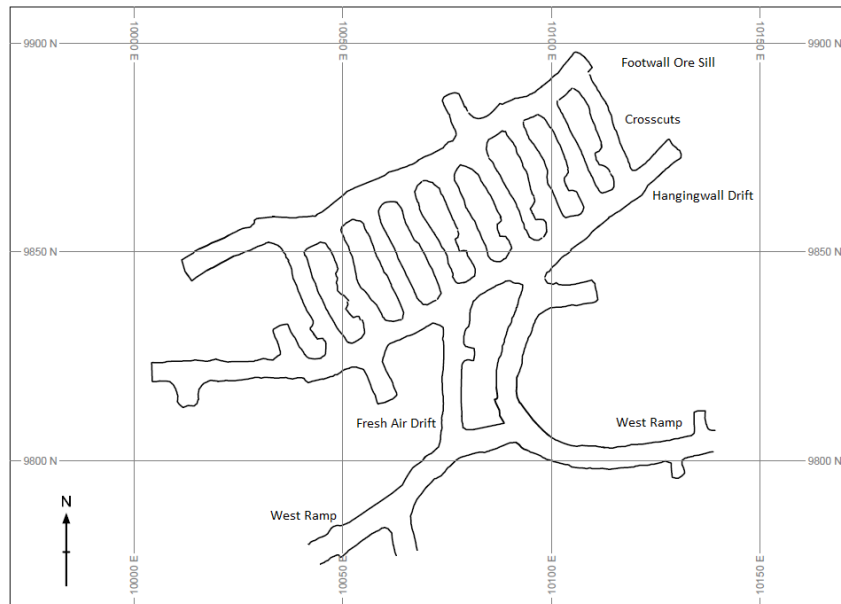 10000 E
10050 E
10100 E
10150 E
9900 N
9900 N
Footwall Ore Sill
Crosscuts
Hangingwall Drift
9850 N
9850 N
Fresh Air Drift
West Ramp
9800 N
9800 N
N
West Ramp
10000 E
10050 E
10100 E
10150 E